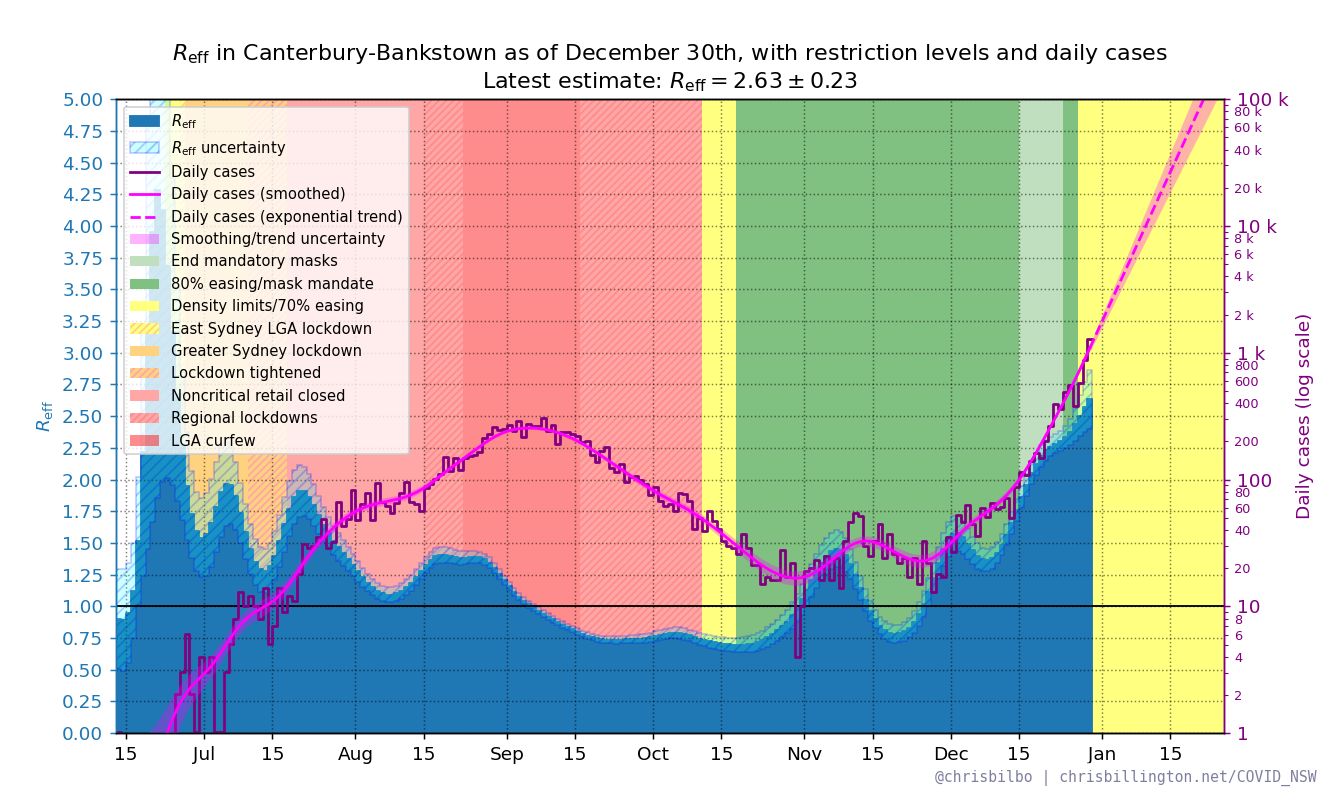 Reff in Canterbury-Bankstown as of December 30th, with restriction levels and daily cases
Latest estimate: Reff = 2.63 ± 0.23
Reff
Reff uncertainty
Daily cases
Daily cases (smoothed)
Daily cases (exponential trend)
Smoothing/trend uncertainty
End mandatory masks
80% easing/mask mandate
Density limits/70% easing
East Sydney LGA lockdown
Greater Sydney lockdown
Lockdown tightened
Noncritical retail closed
Regional lockdowns
LGA curfew
Reff
5.00
4.75
4.50
4.25
4.00
3.75
3.50
3.25
3.00
2.75
2.50
2.25
2.00
1.75
1.50
1.25
1.00
0.75
0.50
0.25
0.00
15 Jul 15 Aug 15 Sep 15 Oct 15 Nov 15 Dec 15 Jan 15
100 k
80 k
60 k
40 k
20 k
10 k
8 k
6 k
4 k
2 k
1 k
800
600
400
200
100
80
60
40
20
10
8
6
4
2
1
Daily cases (log scale)
@chrisbilbo | chrisbillington.net/COVID_NSW